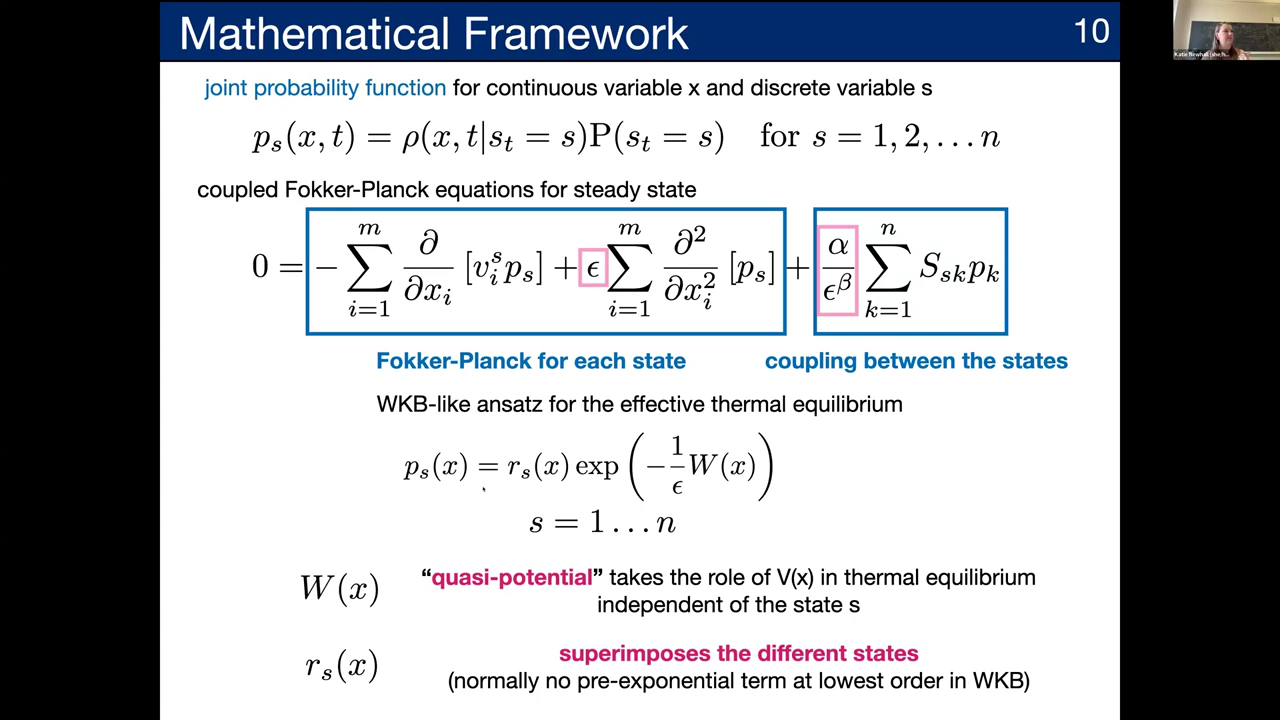 Mathematical Framework
10
joint probability function for continuous variable x and discrete variable s
p_s(x, t) = ρ(x, t|s_t = s)P(s_t = s) for s = 1, 2, … n
coupled Fokker-Planck equations for steady state
0 = − ∑_{i=1}^{m} ∂/∂x_i [v_i^s p_s] + ϵ ∑_{i=1}^{m} ∂²/∂x_i² [p_s] + α/ϵ^β ∑_{k=1}^{n} S_{sk} p_k
Fokker-Planck for each state
coupling between the states
WKB-like ansatz for the effective thermal equilibrium
p_s(x) = r_s(x) exp (−1/ϵ W(x))
s = 1 … n
W(x)
“quasi-potential” takes the role of V(x) in thermal equilibrium
independent of the state s
r_s(x)
superimposes the different states
(normally no pre-exponential term at lowest order in WKB)